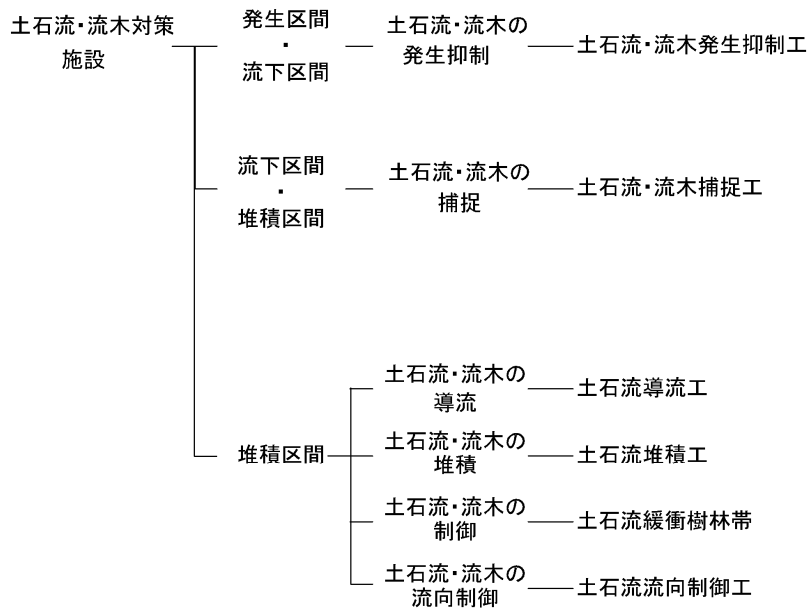 土石流・流木対策
施設
発生区間
・
流下区間
土石流・流木の
発生抑制
土石流・流木発生抑制工
流下区間
・
堆積区間
土石流・流木の
捕捉
土石流・流木捕捉工
堆積区間
土石流・流木の
導流
土石流導流工
土石流・流木の
堆積
土石流堆積工
土石流・流木の
制御
土石流緩衝樹林帯
土石流・流木の
流向制御
土石流流向制御工